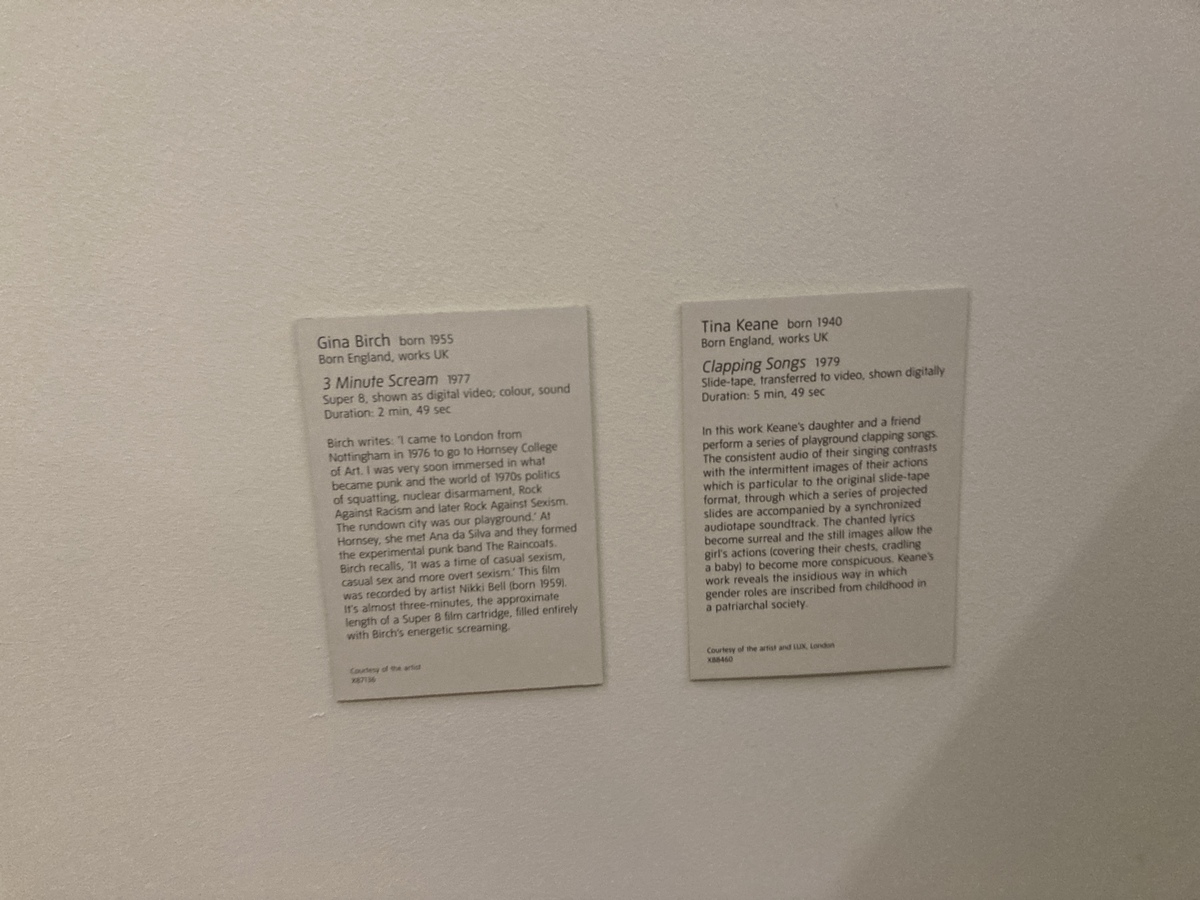 Gina Birch born 1955
Born England, works UK
3 Minute Scream 1977
Super 8, shown as digital video; colour, sound
Duration: 2 min, 49 sec
Birch writes: 'I came to London from
Nottingham in 1976 to go to Hornsey College
of Art. I was very soon immersed in what
became punk and the world of 1970s politics
of squatting, nuclear disarmament, Rock
Against Racism and later Rock Against Sexism.
The rundown city was our playground.' At
Hornsey, she met Ana da Silva and they formed
the experimental punk band The Raincoats.
Birch recalls, 'It was a time of casual sexism,
casual sex and more overt sexism.' This film
was recorded by artist Nikki Bell (born 1959).
It's almost three-minutes, the approximate
length of a Super 8 film cartridge, filled entirely
with Birch's energetic screaming.
Courtesy of the artist
X87136
Tina Keane born 1940
Born England, works UK
Clapping Songs 1979
Slide-tape, transferred to video, shown digitally
Duration: 5 min, 49 sec
In this work Keane's daughter and a friend
perform a series of playground clapping songs.
The consistent audio of their singing contrasts
with the intermittent images of their actions
which is particular to the original slide-tape
format, through which a series of projected
slides are accompanied by a synchronized
audiotape soundtrack. The chanted lyrics
become surreal and the still images allow the
girl's actions (covering their chests, cradling
a baby) to become more conspicuous. Keane's
work reveals the insidious way in which
gender roles are inscribed from childhood in
a patriarchal society.
Courtesy of the artist and LUX, London
X88460